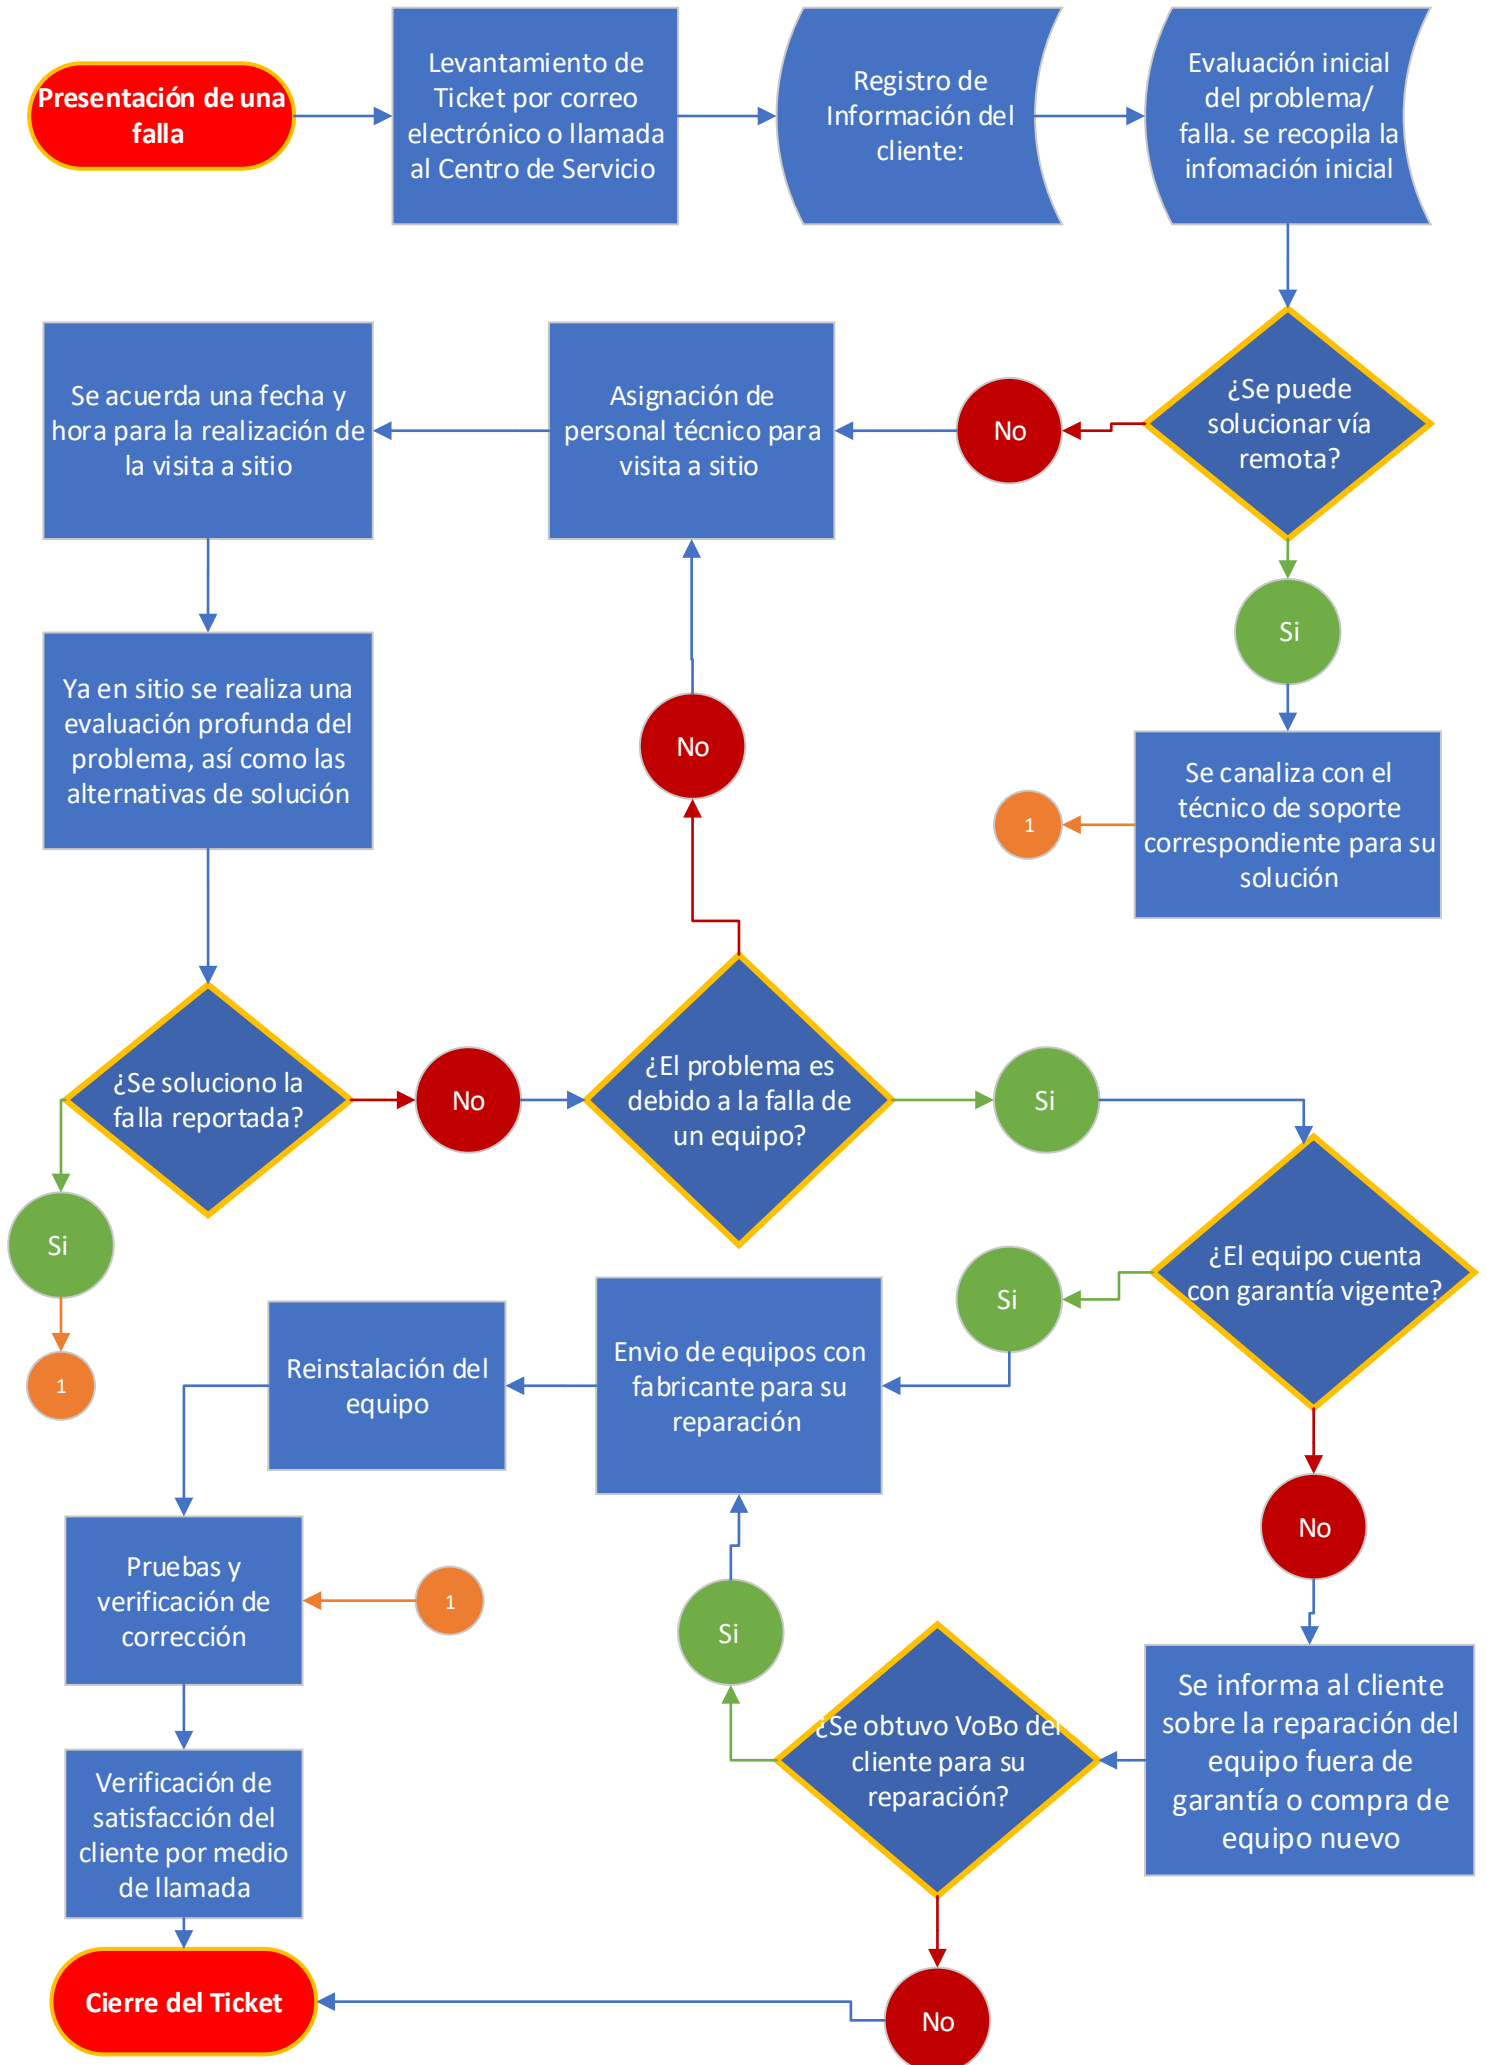 Presentación de una
falla
Levantamiento de
Ticket por correo
electrónico o llamada
al Centro de Servicio
Registro de
Información del
cliente:
Evaluación inicial
del problema/
falla. se recopila la
infomación inicial
¿Se puede
solucionar vía
remota?
No
Asignación de
personal técnico para
visita a sitio
Se acuerda una fecha y
hora para la realización de
la visita a sitio
Si
Se canaliza con el
técnico de soporte
correspondiente para su
solución
1
Ya en sitio se realiza una
evaluación profunda del
problema, así como las
alternativas de solución
No
¿Se soluciono la
falla reportada?
No
¿El problema es
debido a la falla de
un equipo?
Si
Si
1
¿El equipo cuenta
con garantía vigente?
Si
Envio de equipos con
fabricante para su
reparación
Reinstalación del
equipo
No
Pruebas y
verificación de
corrección
1
Si
¿Se obtuvo VoBo del
cliente para su
reparación?
Se informa al cliente
sobre la reparación del
equipo fuera de
garantía o compra de
equipo nuevo
Verificación de
satisfacción del
cliente por medio
de llamada
No
Cierre del Ticket